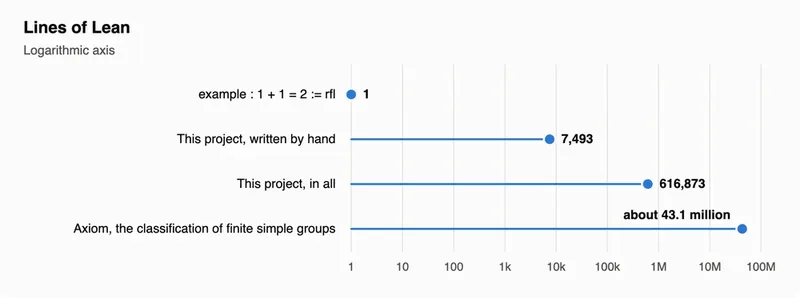 Lines of Lean
Logarithmic axis
example : 1 + 1 = 2 := rfl 1
This project, written by hand 7,493
This project, in all 616,873
about 43.1 million
Axiom, the classification of finite simple groups
1 10 100 1k 10k 100k 1M 10M 100M